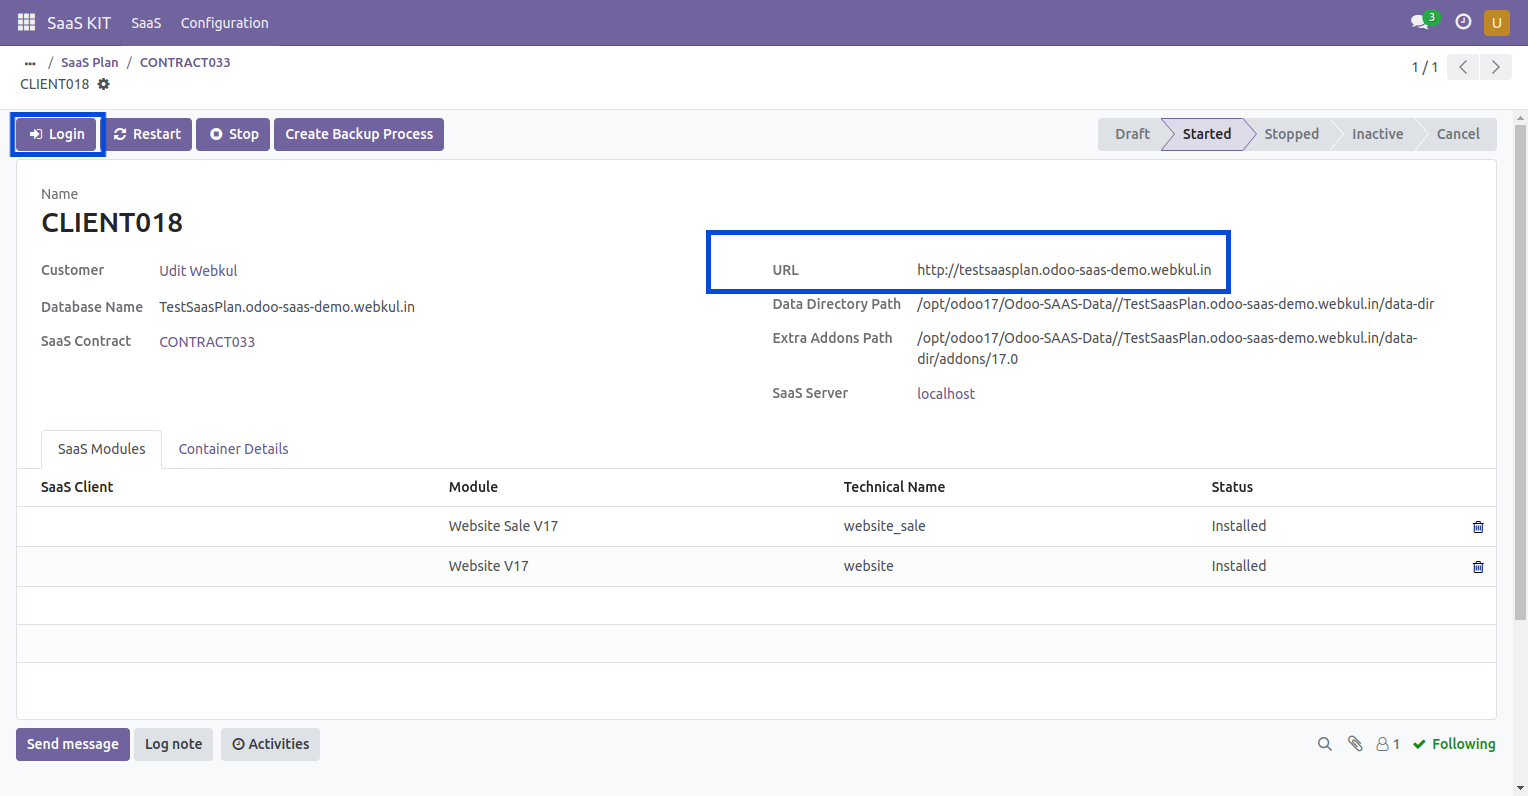 SaaS KIT SaaS Configuration 3 U
... / SaaS Plan / CONTRACT033
1 / 1
CLIENT018
Login Restart Stop Create Backup Process Draft Started Stopped Inactive Cancel
Name
CLIENT018
Customer Udit Webkul
Database Name TestSaasPlan.odoo-saas-demo.webkul.in
SaaS Contract CONTRACT033
URL http://testsaasplan.odoo-saas-demo.webkul.in
Data Directory Path /opt/odoo17/Odoo-SAAS-Data//TestSaasPlan.odoo-saas-demo.webkul.in/data-dir
Extra Addons Path /opt/odoo17/Odoo-SAAS-Data//TestSaasPlan.odoo-saas-demo.webkul.in/data-
dir/addons/17.0
SaaS Server localhost
SaaS Modules Container Details
SaaS Client Module Technical Name Status
Website Sale V17 website_sale Installed
Website V17 website Installed
Send message Log note Activities 1 Following